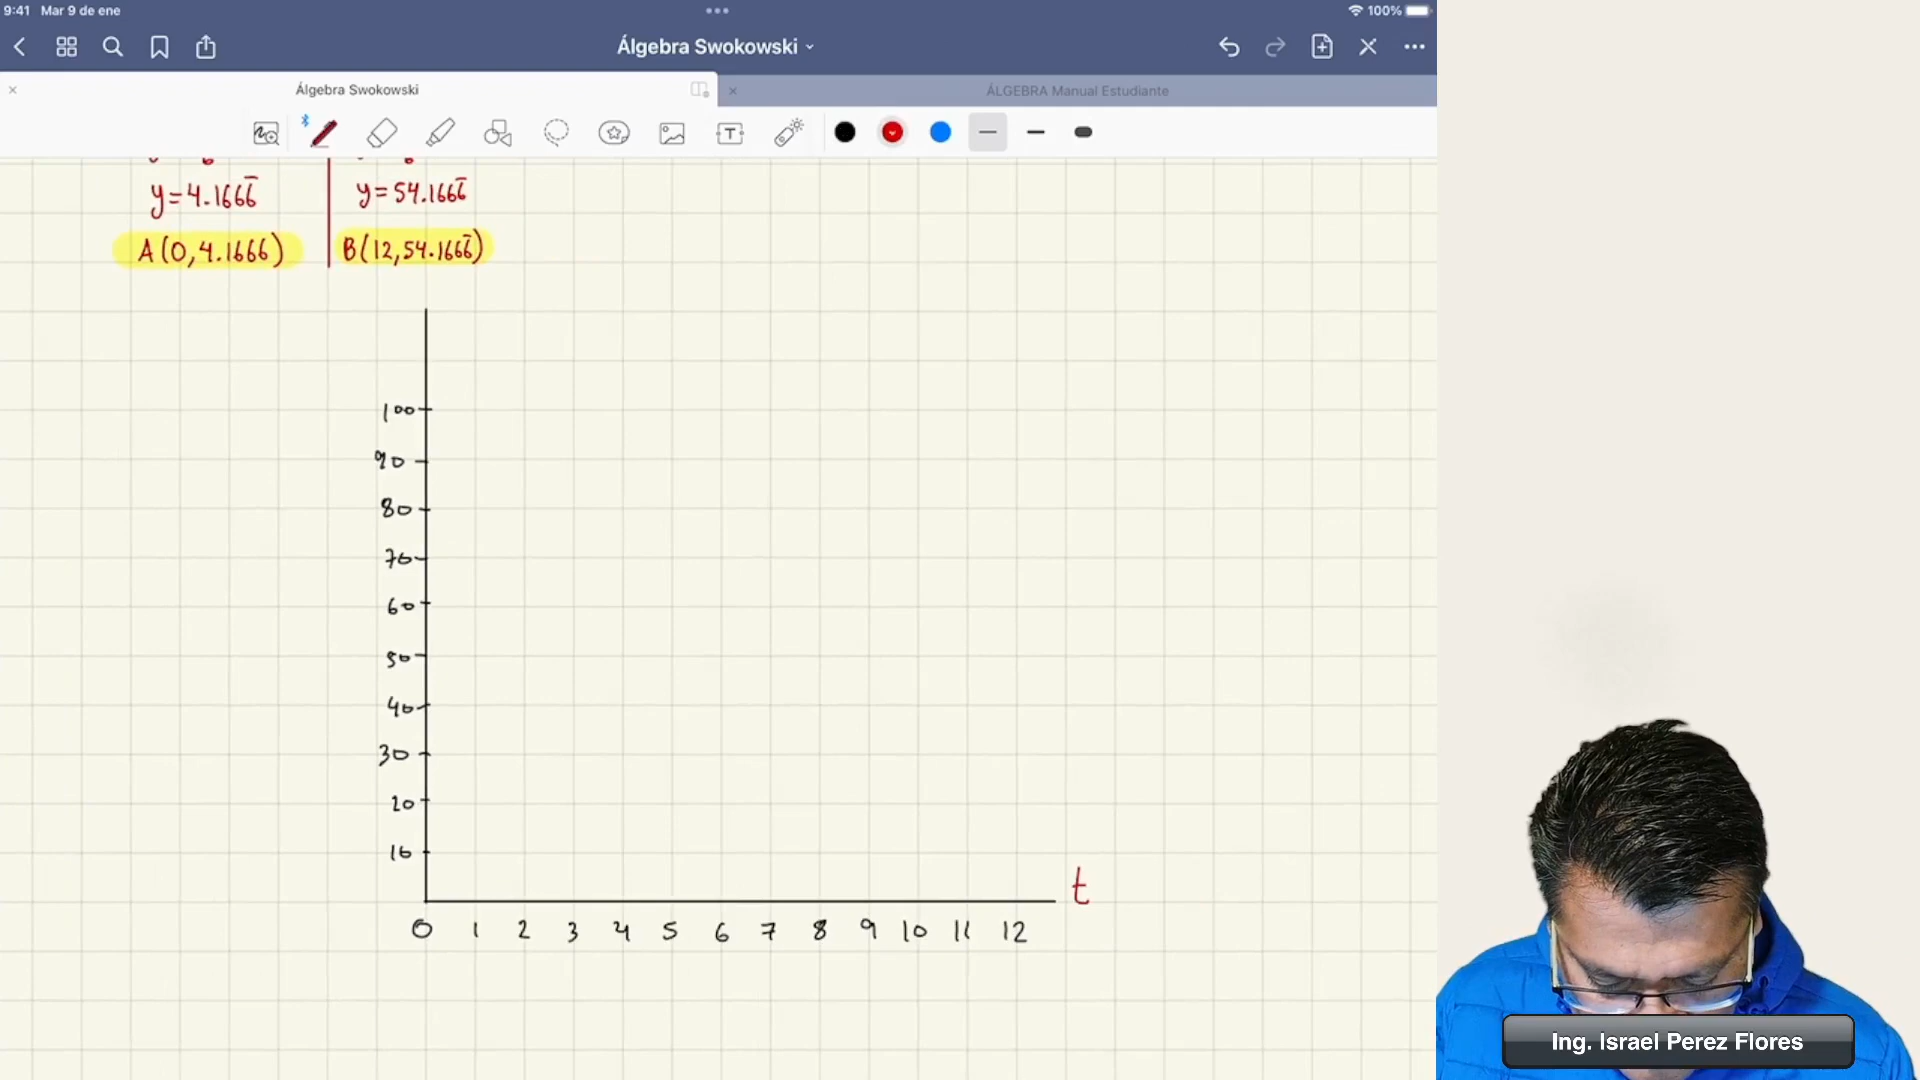 9:41 Mar 9 de ene
100%
Álgebra Swokowski
Álgebra Swokowski
ÁLGEBRA Manual Estudiante
T
y=4.1666̅
y=54.1666̅
A(0,4.1666)
B(12,54.1666̅)
100
90
80
70
60
50
40
30
20
10
t
0 1 2 3 4 5 6 7 8 9 10 11 12
Ing. Israel Perez Flores